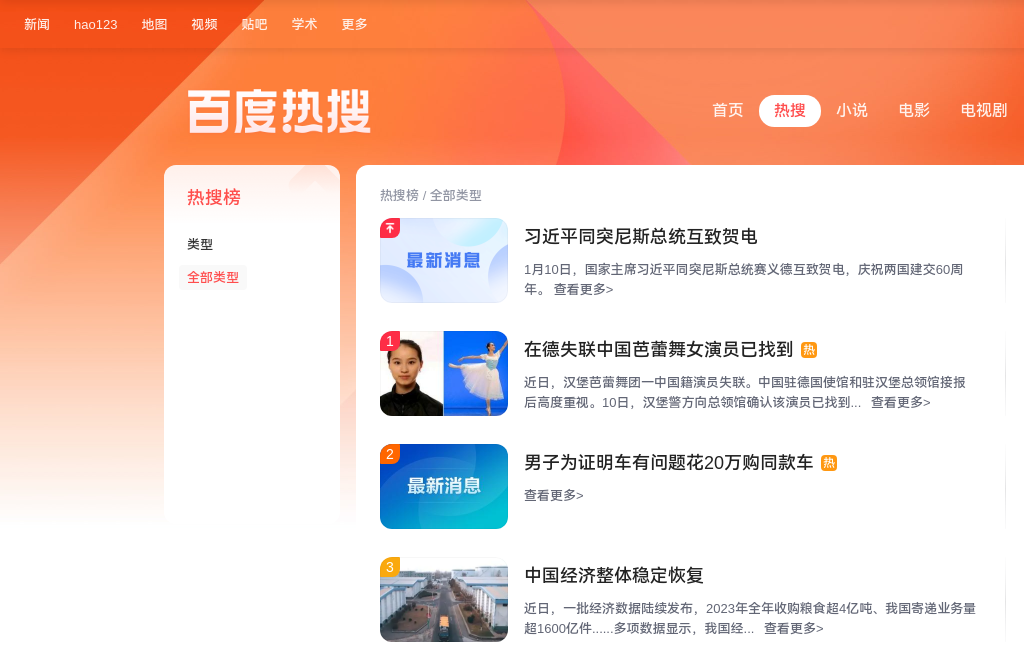 新闻 hao123 地图 视频 贴吧 学术 更多
百度热搜
首页 热搜 小说 电影 电视剧
热搜榜
类型
全部类型
热搜榜 / 全部类型
最新消息
习近平同突尼斯总统互致贺电
1月10日，国家主席习近平同突尼斯总统赛义德互致贺电，庆祝两国建交60周
年。 查看更多>
1
在德失联中国芭蕾舞女演员已找到 热
近日，汉堡芭蕾舞团一中国籍演员失联。中国驻德国使馆和驻汉堡总领馆接报
后高度重视。10日，汉堡警方向总领馆确认该演员已找到... 查看更多>
2
最新消息
男子为证明车有问题花20万购同款车 热
查看更多>
3
中国经济整体稳定恢复
近日，一批经济数据陆续发布，2023年全年收购粮食超4亿吨、我国寄递业务量
超1600亿件......多项数据显示，我国经... 查看更多>